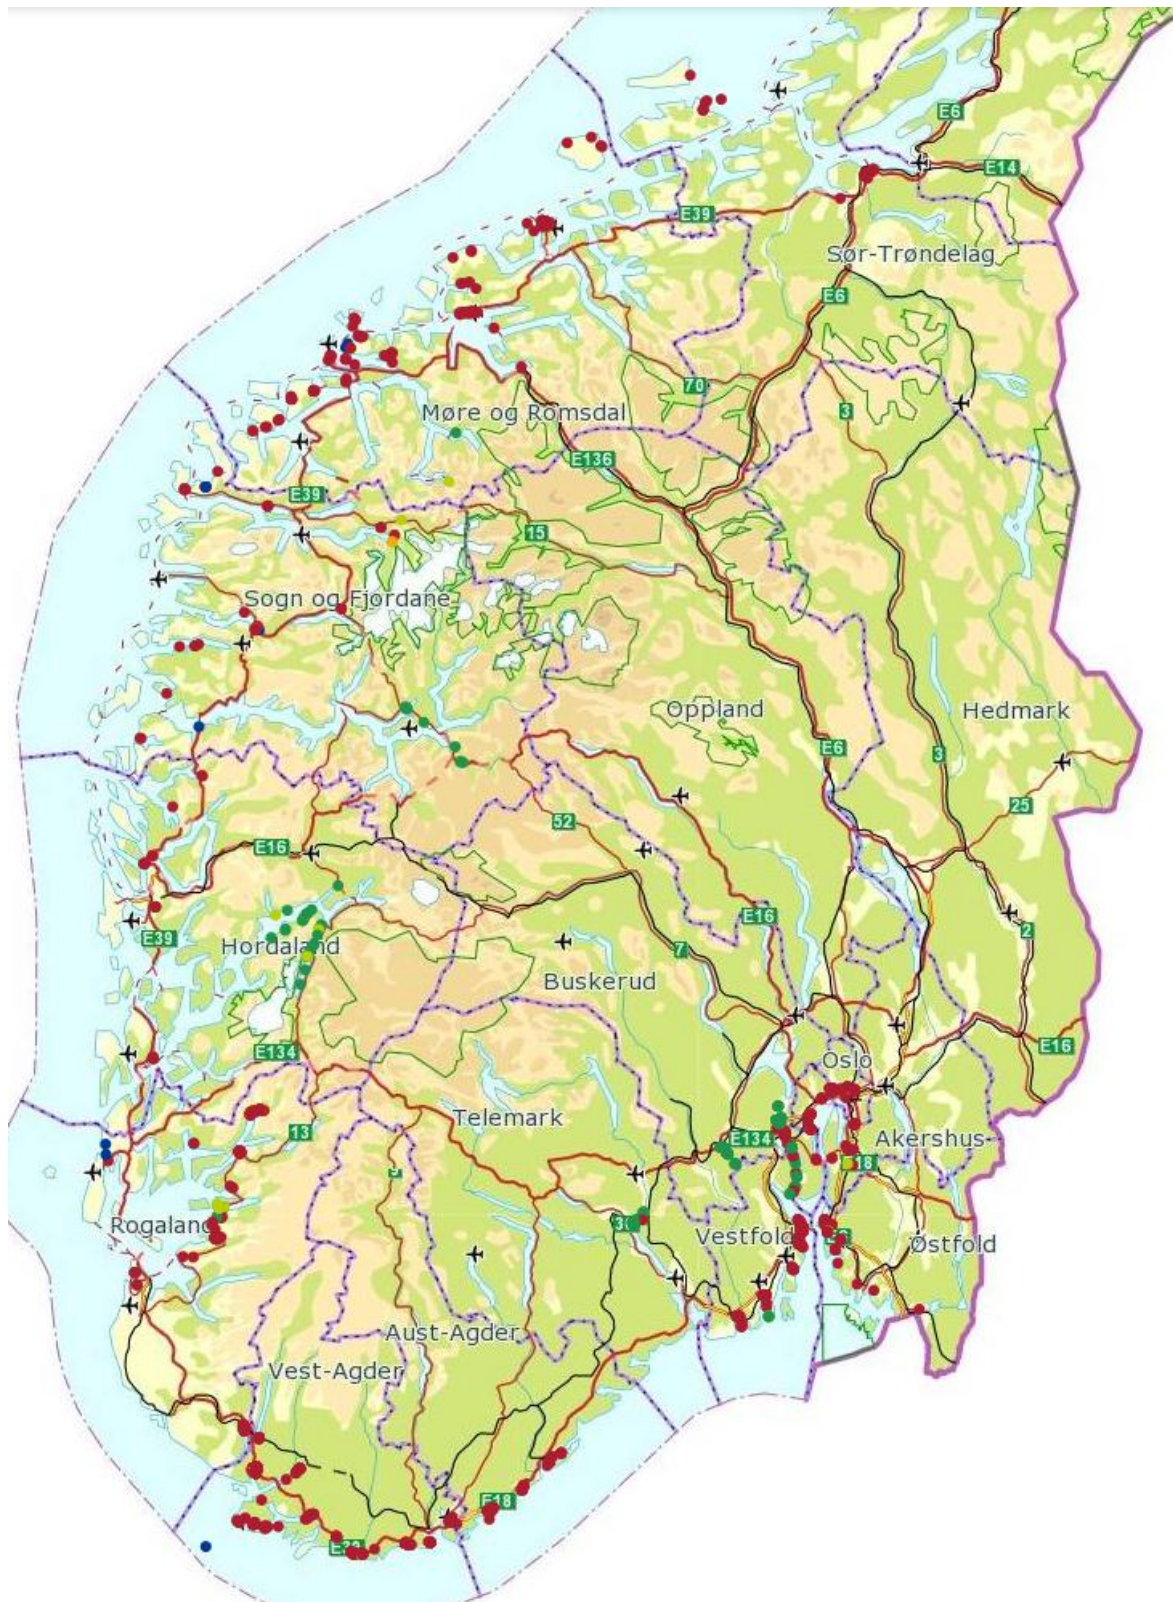 E6
E14
E39
Sør-Trøndelag
E6
70
3
Møre og Romsdal
E136
E39
15
Sogn og Fjordane
Oppland
Hedmark
E6
3
25
52
E16
E16
2
E39
Hordaland
7
Buskerud
E134
E16
Oslo
Telemark
13
E134
Akershus
18
9
Rogaland
Vestfold
Østfold
Aust-Agder
Vest-Agder
E18